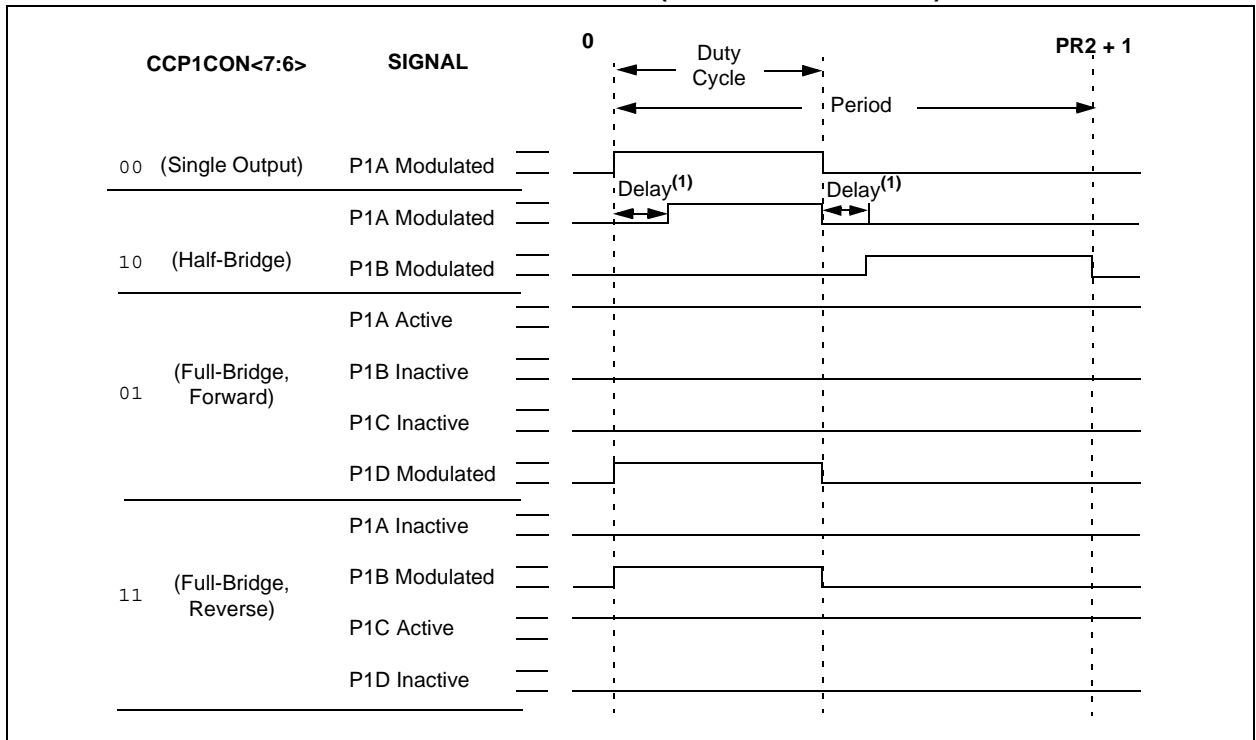 CCP1CON<7:6>
SIGNAL
0
Duty
Cycle
PR2 + 1
Period
00 (Single Output) P1A Modulated
Delay(1)
Delay(1)
P1A Modulated
10 (Half-Bridge)
P1B Modulated
P1A Active
01 (Full-Bridge,
Forward)
P1B Inactive
P1C Inactive
P1D Modulated
P1A Inactive
11 (Full-Bridge,
Reverse)
P1B Modulated
P1C Active
P1D Inactive